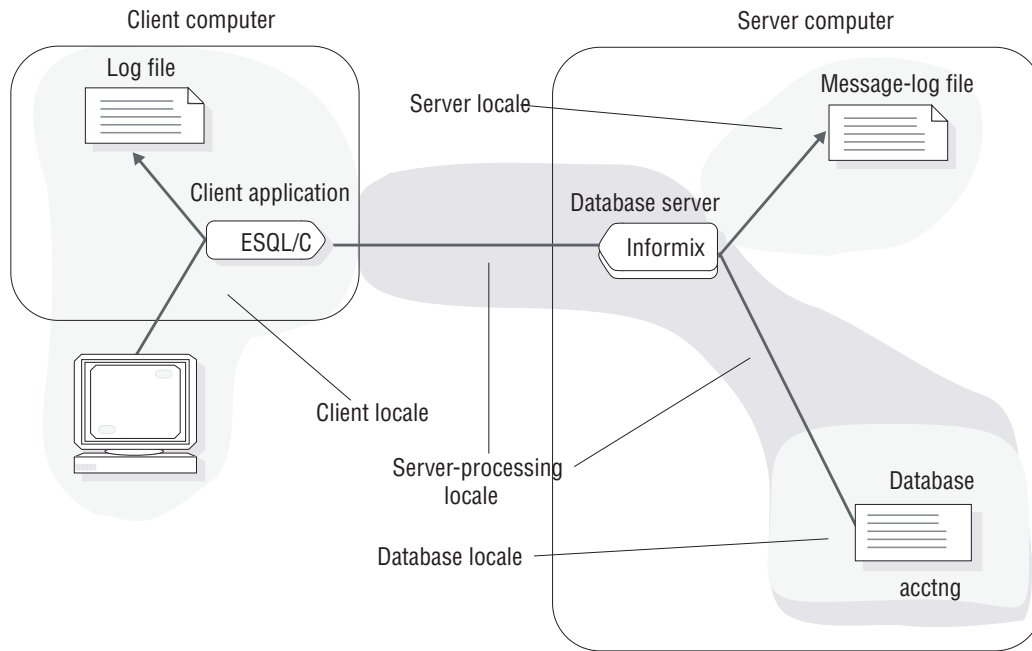 Client computer
Server computer
Log file
Message-log file
Server locale
Client application
Database server
ESQL/C
Informix
Client locale
Server-processing
locale
Database
Database locale
acctng